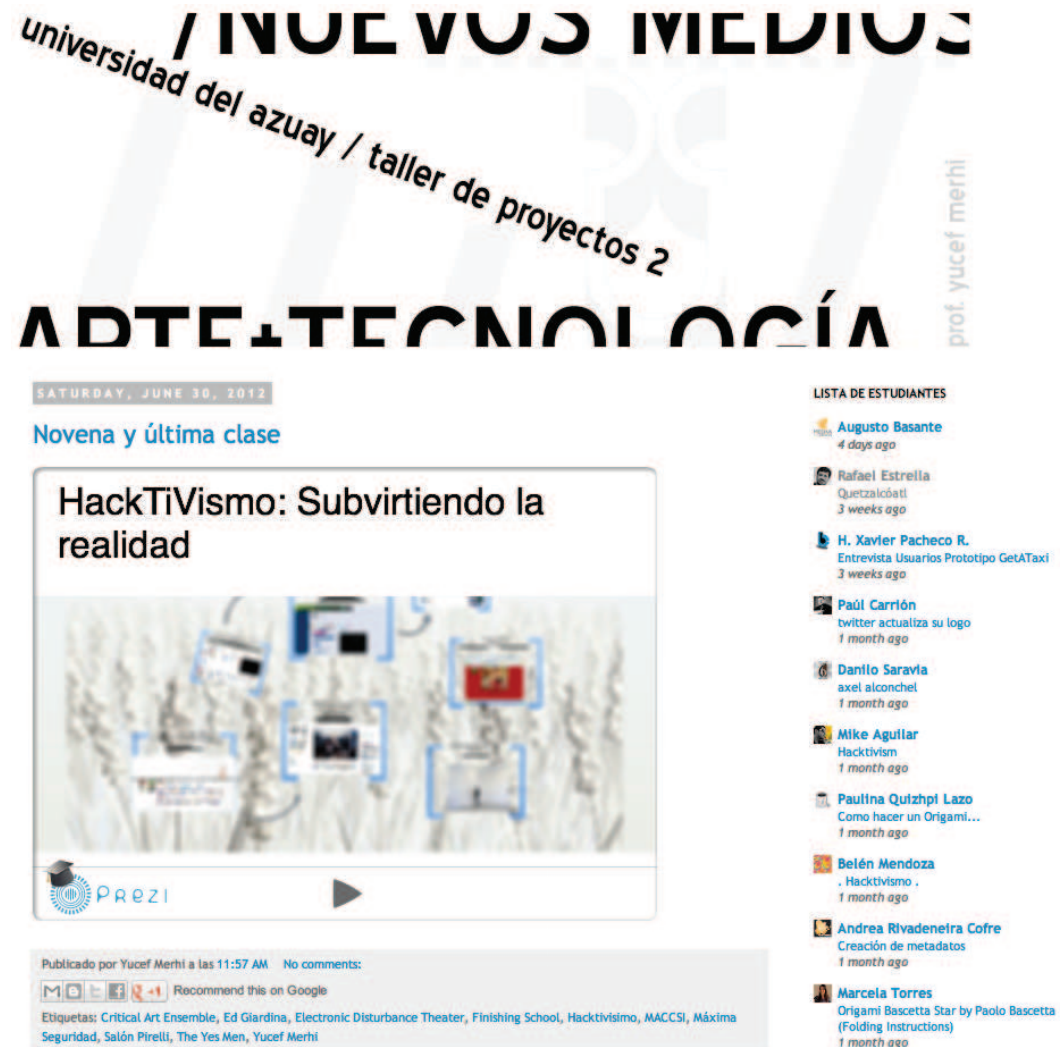 /NUEVOS MEDIOS
universidad del azuay / taller de proyectos 2
prof. yucef merhi
ARTE+TECNOLOGÍA
SATURDAY, JUNE 30, 2012
Novena y última clase
HackTiVismo: Subvirtiendo la
realidad
PREZI
Publicado por Yucef Merhi a las 11:57 AM No comments:
Recommend this on Google
Etiquetas: Critical Art Ensemble, Ed Giardina, Electronic Disturbance Theater, Finishing School, Hacktivisimo, MACCSI, Máxima
Seguridad, Salón Pirelli, The Yes Men, Yucef Merhi
LISTA DE ESTUDIANTES
Augusto Basante
4 days ago
Rafael Estrella
Quetzalcóatl
3 weeks ago
H. Xavier Pacheco R.
Entrevista Usuarios Prototipo GetATaxi
3 weeks ago
Paúl Carrión
twitter actualiza su logo
1 month ago
Danilo Saravia
axel alconchel
1 month ago
Mike Aguilar
Hacktivism
1 month ago
Paulina Quizhpi Lazo
Como hacer un Origami...
1 month ago
Belén Mendoza
. Hacktivismo .
1 month ago
Andrea Rivadeneira Cofre
Creación de metadatos
1 month ago
Marcela Torres
Origami Bascetta Star by Paolo Bascetta
(Folding Instructions)
1 month ago